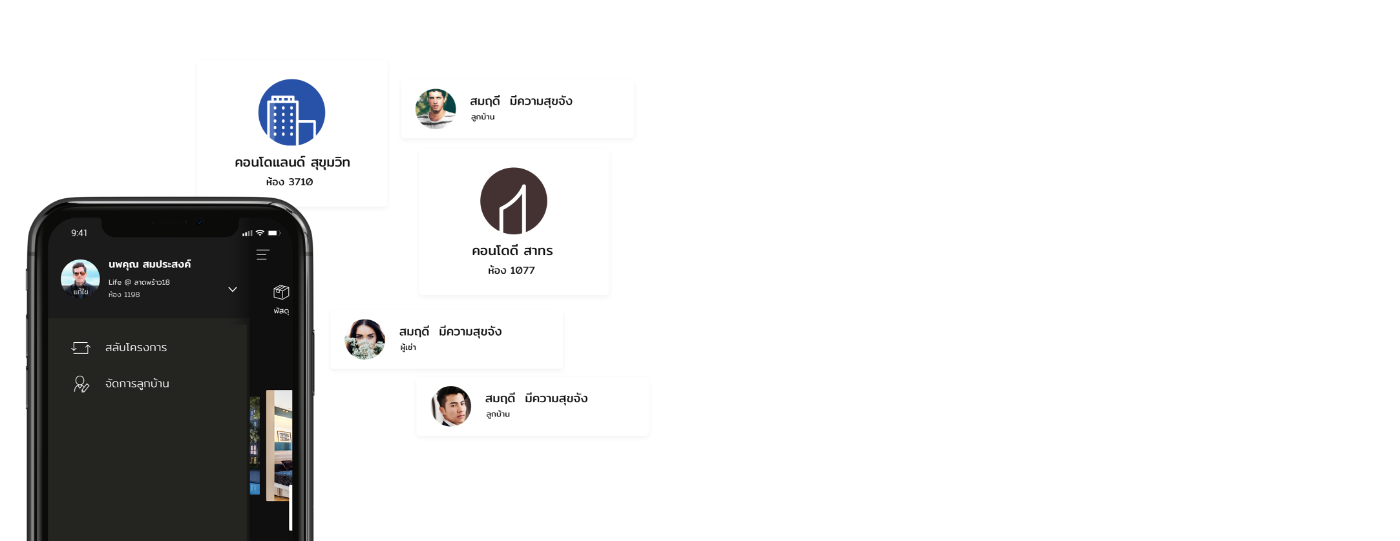 คอนโดแลนด์ สุขุมวิท
ห้อง 3710
สมฤดี มีความสุขจัง
ลูกบ้าน
คอนโดดี สาทร
ห้อง 1077
9:41
นพคุณ สมประสงค์
Life @ ลาดพร้าว18
ห้อง 1198
แก้ไข
พัสดุ
สลับโครงการ
จัดการลูกบ้าน
สมฤดี มีความสุขจัง
ผู้เช่า
สมฤดี มีความสุขจัง
ลูกบ้าน